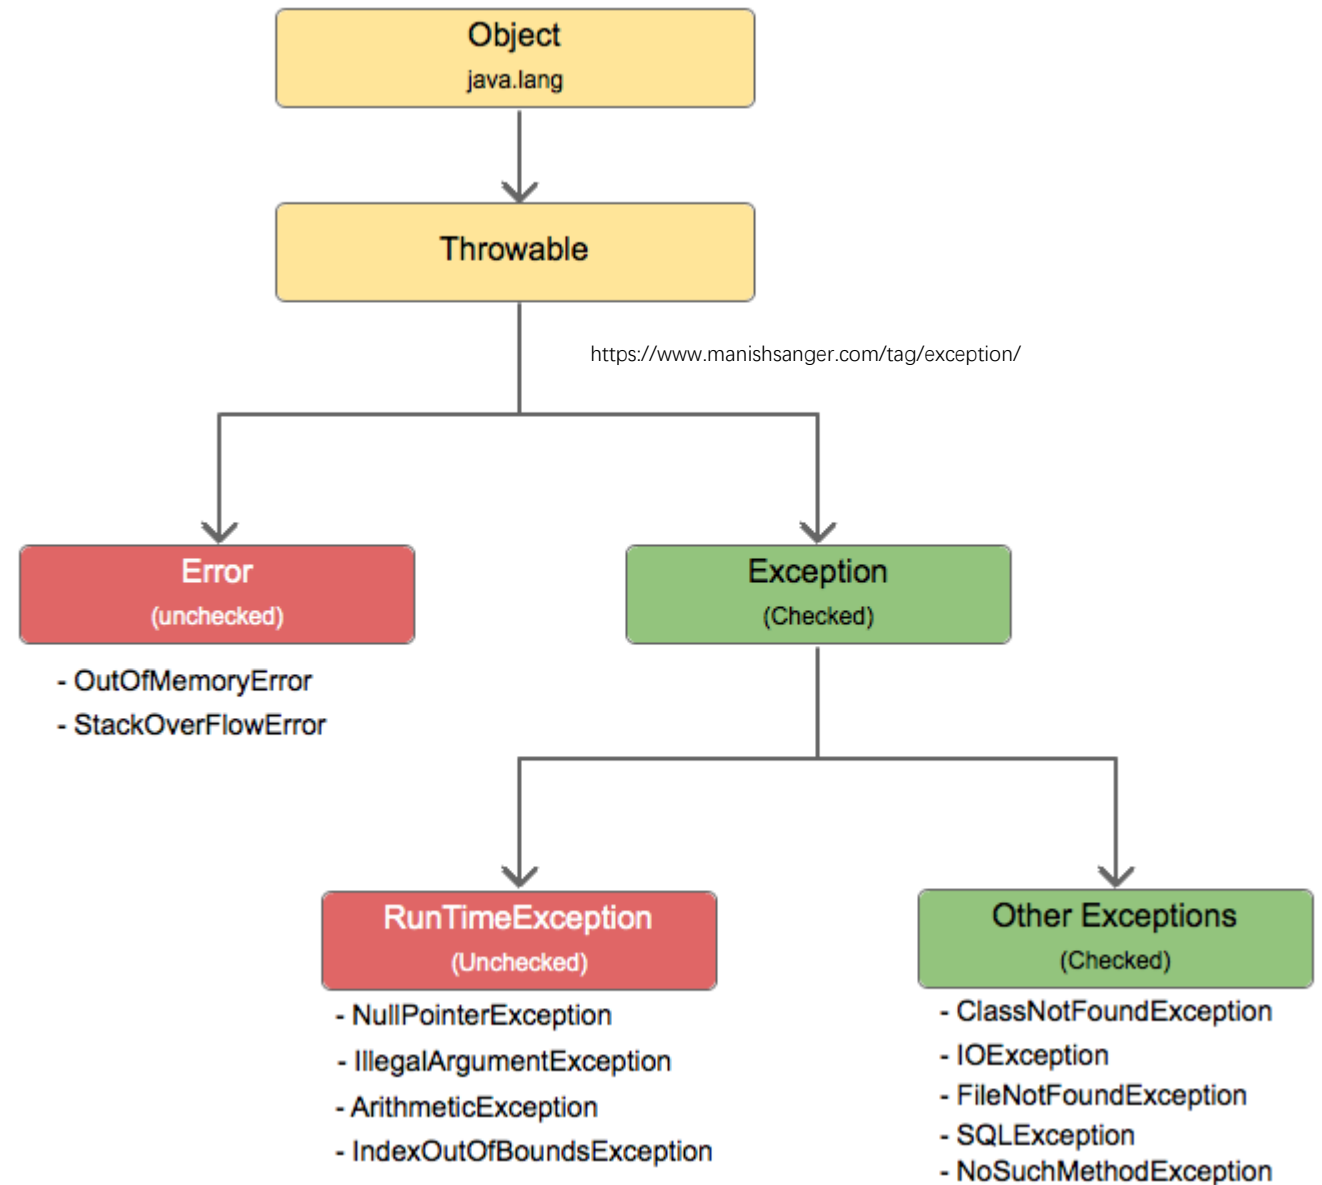 Object
java.lang
Throwable
https://www.manishsanger.com/tag/exception/
Error
(unchecked)
- OutOfMemoryError
- StackOverFlowError
Exception
(Checked)
RunTimeException
(Unchecked)
- NullPointerException
- IllegalArgumentException
- ArithmeticException
- IndexOutOfBoundsException
Other Exceptions
(Checked)
- ClassNotFoundException
- IOException
- FileNotFoundException
- SQLException
- NoSuchMethodException